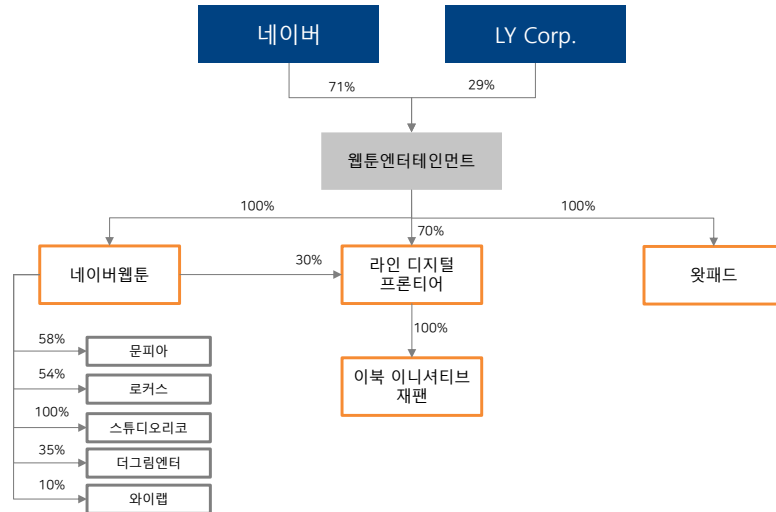 네이버
LY Corp.
71%
29%
웹툰엔터테인먼트
100%
70%
100%
네이버웹툰
30%
라인 디지털
프론티어
왓패드
100%
이북 이니셔티브
재팬
58%
문피아
54%
로커스
100%
스튜디오리코
35%
더그림엔터
10%
와이랩